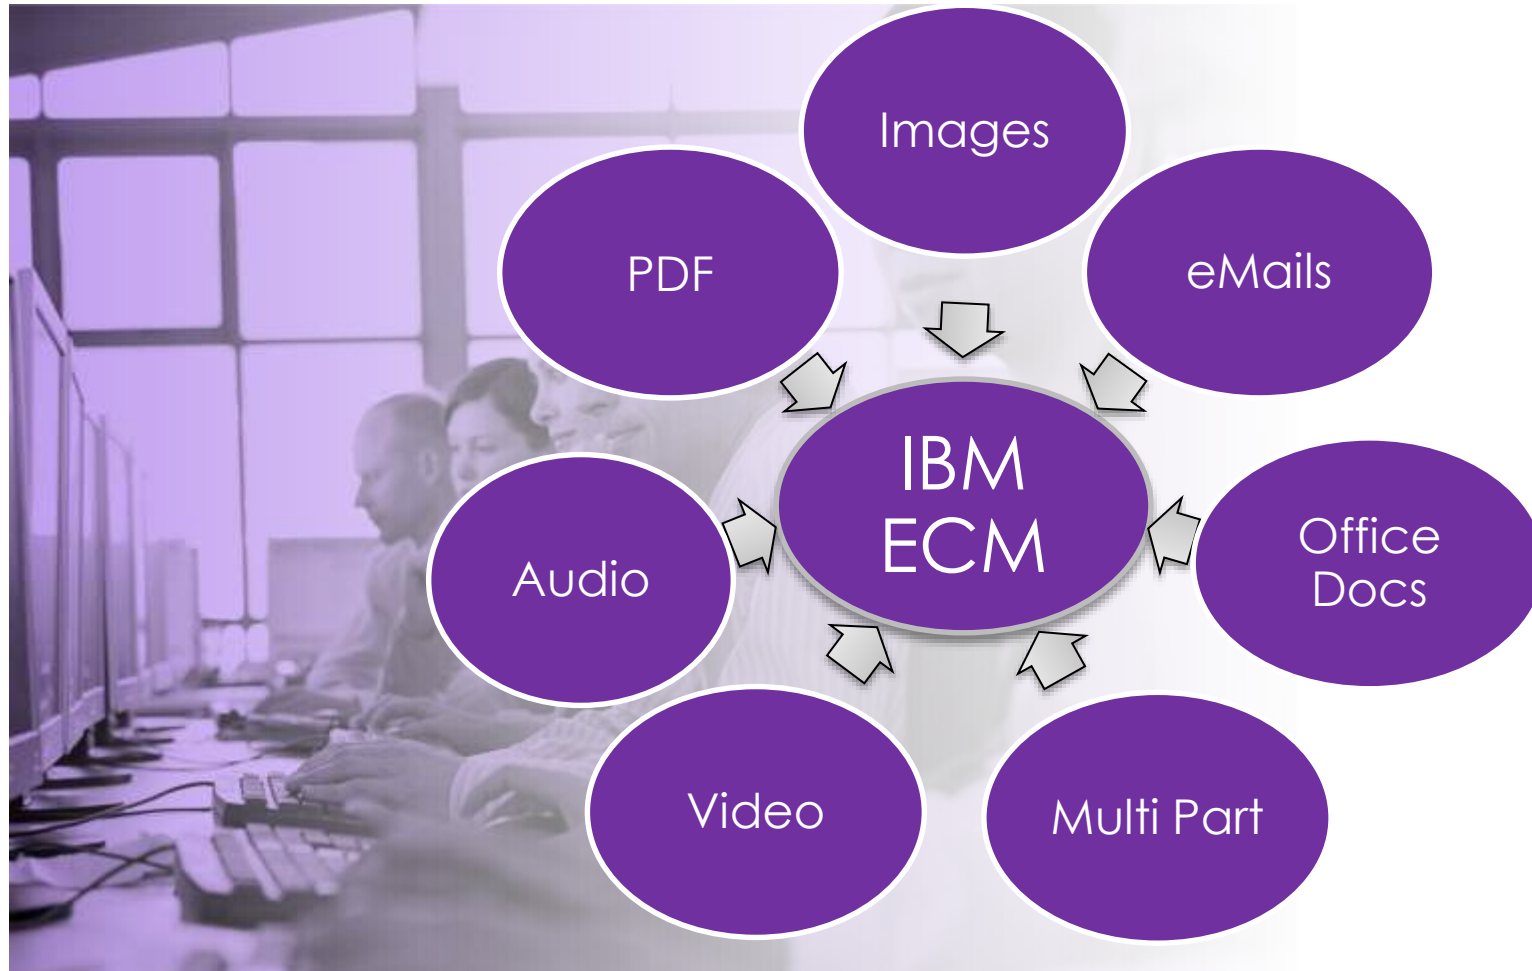 Images
PDF
eMails
IBM
ECM
Office
Docs
Audio
Video
Multi Part